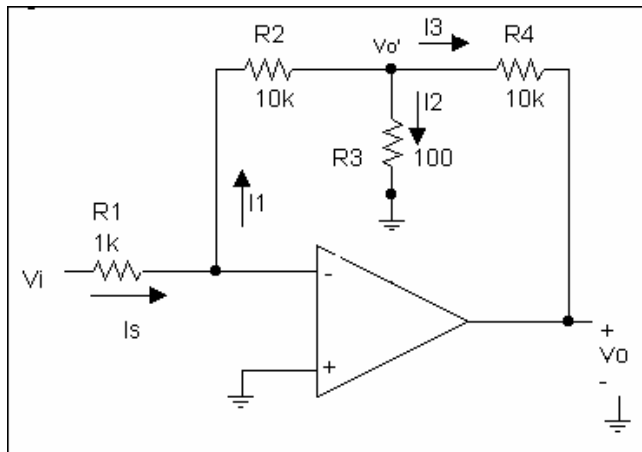 I3
R2
Vo'
R4
10k
I2
10k
R3
100
I1
R1
1k
Vi
-
Is
+
+
Vo
-